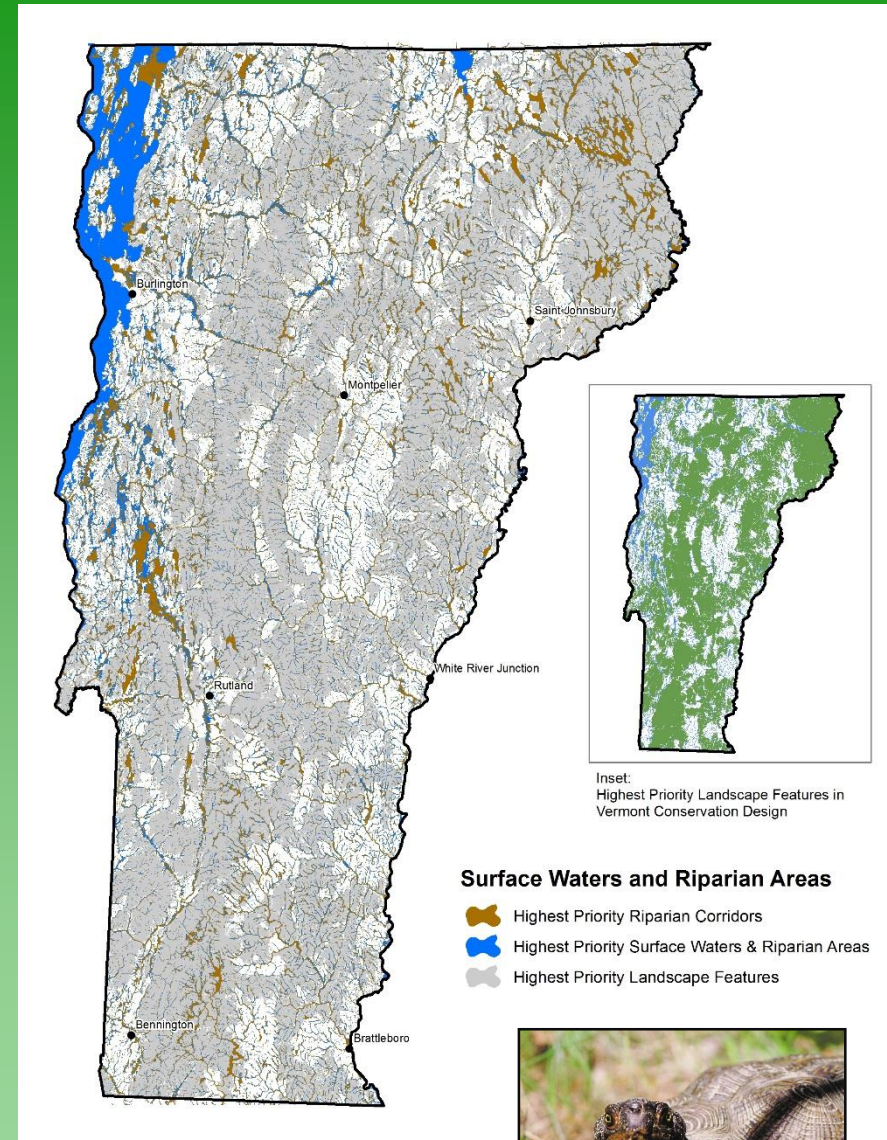 Burlington
Saint Johnsbury
Montpelier
White River Junction
Rutland
Inset:
Highest Priority Landscape Features in
Vermont Conservation Design
Surface Waters and Riparian Areas
Highest Priority Riparian Corridors
Highest Priority Surface Waters & Riparian Areas
Highest Priority Landscape Features
Bennington
Brattleboro